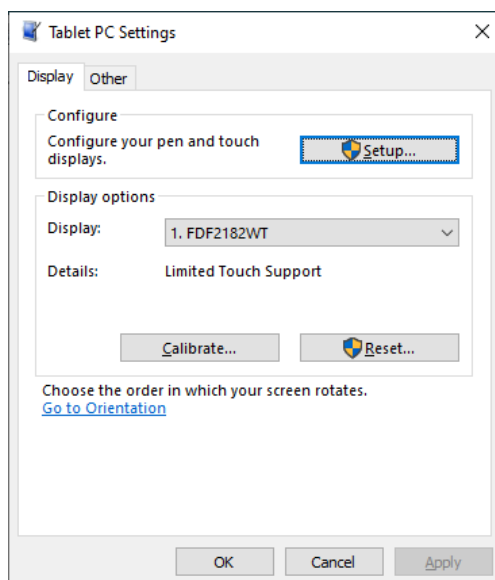 Tablet PC Settings
Display
Other
Configure
Configure your pen and touch
displays.
Setup...
Display options
Display:
1. FDF2182WT
Details:
Limited Touch Support
Calibrate...
Reset...
Choose the order in which your screen rotates.
Go to Orientation
OK
Cancel
Apply